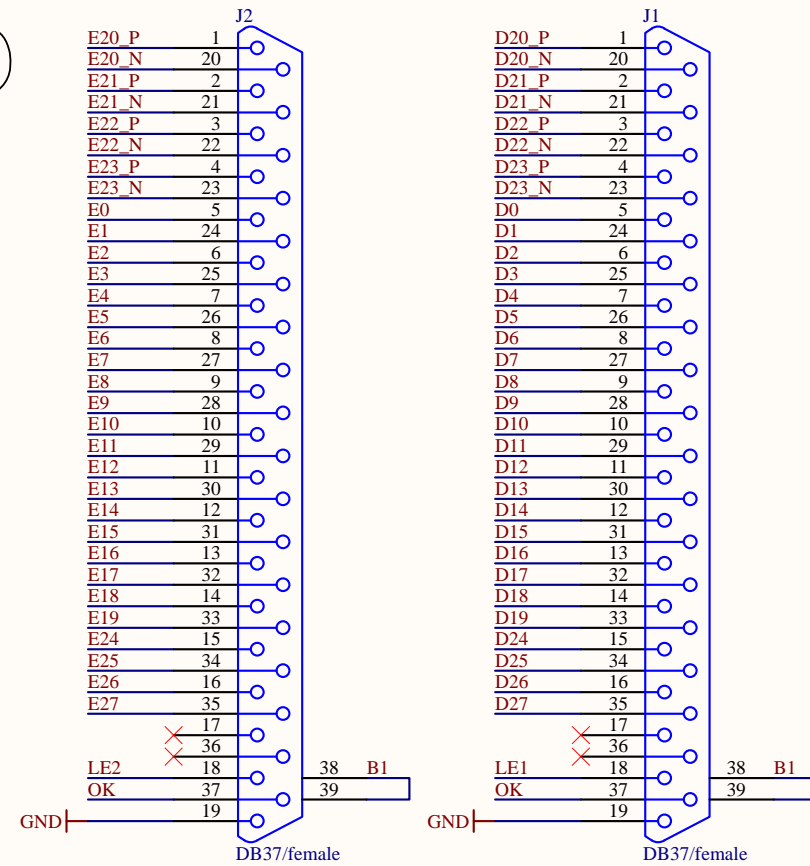 J2
E20_P 1
E20_N 20
E21_P 2
E21_N 21
E22_P 3
E22_N 22
E23_P 4
E23_N 23
E0 5
E1 24
E2 6
E3 25
E4 7
E5 26
E6 8
E7 27
E8 9
E9 28
E10 10
E11 29
E12 11
E13 30
E14 12
E15 31
E16 13
E17 32
E18 14
E19 33
E24 15
E25 34
E26 16
E27 35
17
36
LE2 18 38 B1
OK 37 39
GND 19
DB37/female
J1
D20_P 1
D20_N 20
D21_P 2
D21_N 21
D22_P 3
D22_N 22
D23_P 4
D23_N 23
D0 5
D1 24
D2 6
D3 25
D4 7
D5 26
D6 8
D7 27
D8 9
D9 28
D10 10
D11 29
D12 11
D13 30
D14 12
D15 31
D16 13
D17 32
D18 14
D19 33
D24 15
D25 34
D26 16
D27 35
17
36
LE1 18 38 B1
OK 37 39
GND 19
DB37/female